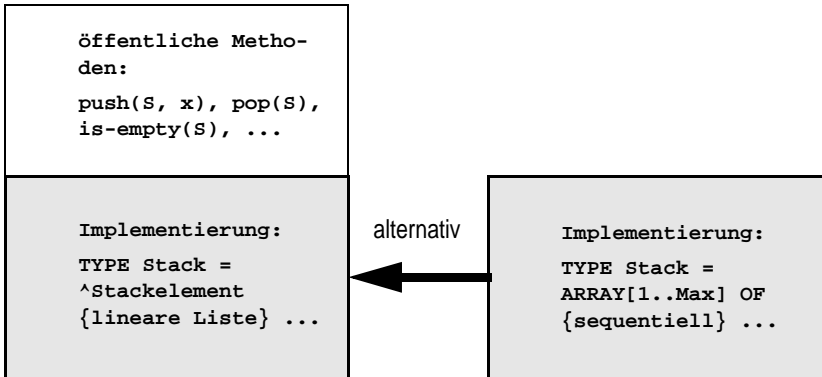 öffentliche Metho-
den:
push(S, x), pop(S),
is-empty(S), ...
Implementierung:
TYPE Stack =
^Stackelement
{lineare Liste} ...
alternativ
Implementierung:
TYPE Stack =
ARRAY[1..Max] OF
{sequentiell} ...